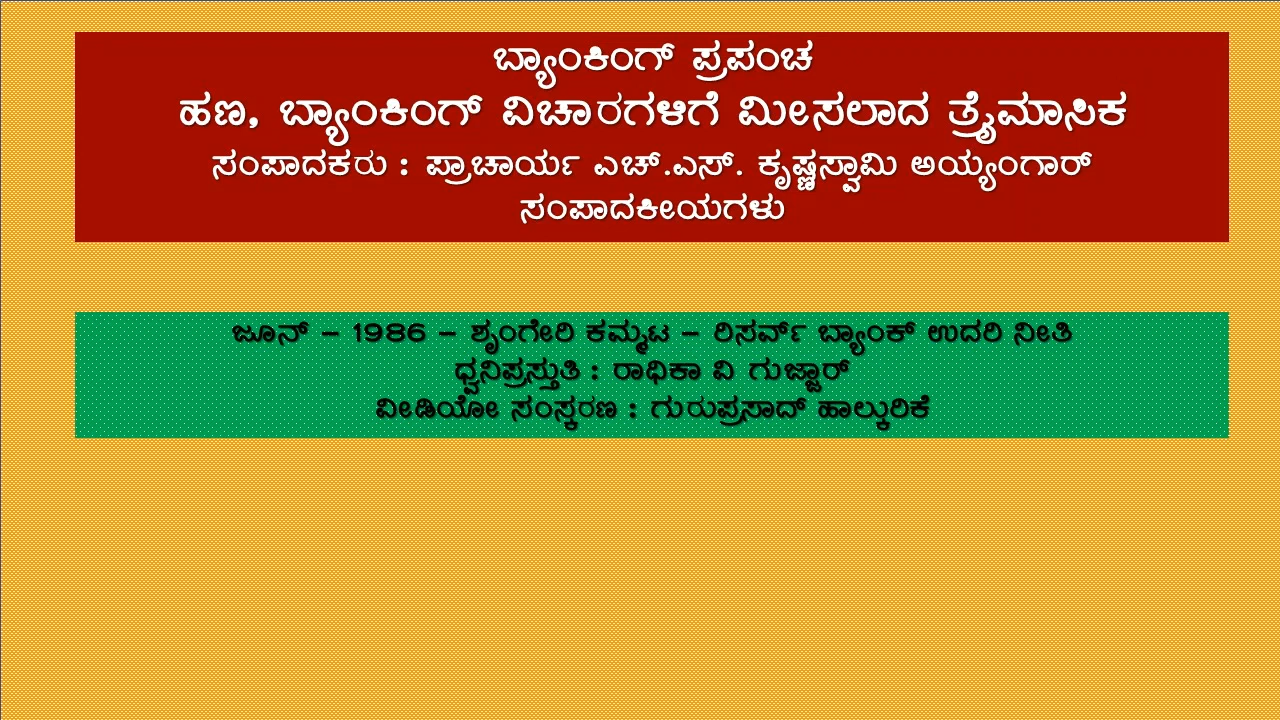 ಬ್ಯಾಂಕಿಂಗ್ ಪ್ರಪಂಚ
ಹಣ, ಬ್ಯಾಂಕಿಂಗ್ ವಿಚಾರಗಳಿಗೆ ಮೀಸಲಾದ ತ್ರೈಮಾಸಿಕ
ಸಂಪಾದಕರು : ಪ್ರಾಚಾರ್ಯ ಎಚ್.ಎಸ್. ಕೃಷ್ಣಸ್ವಾಮಿ ಅಯ್ಯಂಗಾರ್
ಸಂಪಾದಕೀಯಗಳು
ಜೂನ್ – 1986 – ಶೃಂಗೇರಿ ಕಮ್ಮಟ – ರಿಸರ್ವ್ ಬ್ಯಾಂಕ್ ಉದರಿ ನೀತಿ
ಧ್ವನಿಪ್ರಸ್ತುತಿ : ರಾಧಿಕಾ ವಿ ಗುಜ್ಜಾರ್
ವೀಡಿಯೋ ಸಂಸ್ಕರಣ : ಗುರುಪ್ರಸಾದ್ ಹಾಲ್ಕುರಿಕೆ